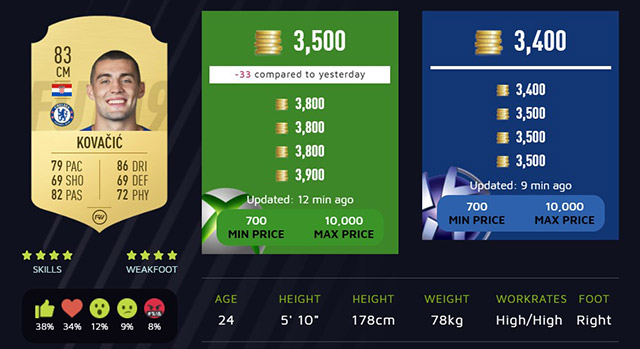 83
CM
KOVAČIĆ
79 PAC 86 DRI
69 SHO 69 DEF
82 PAS 72 PHY
SKILLS WEAKFOOT
38% 34% 12% 9% 8%
3,500
-33 compared to yesterday
3,800
3,800
3,800
3,900
Updated: 12 min ago
700 10,000
MIN PRICE MAX PRICE
3,400
3,400
3,500
3,500
3,500
Updated: 9 min ago
700 10,000
MIN PRICE MAX PRICE
AGE HEIGHT HEIGHT WEIGHT WORKRATES FOOT
24 5' 10" 178cm 78kg High/High Right